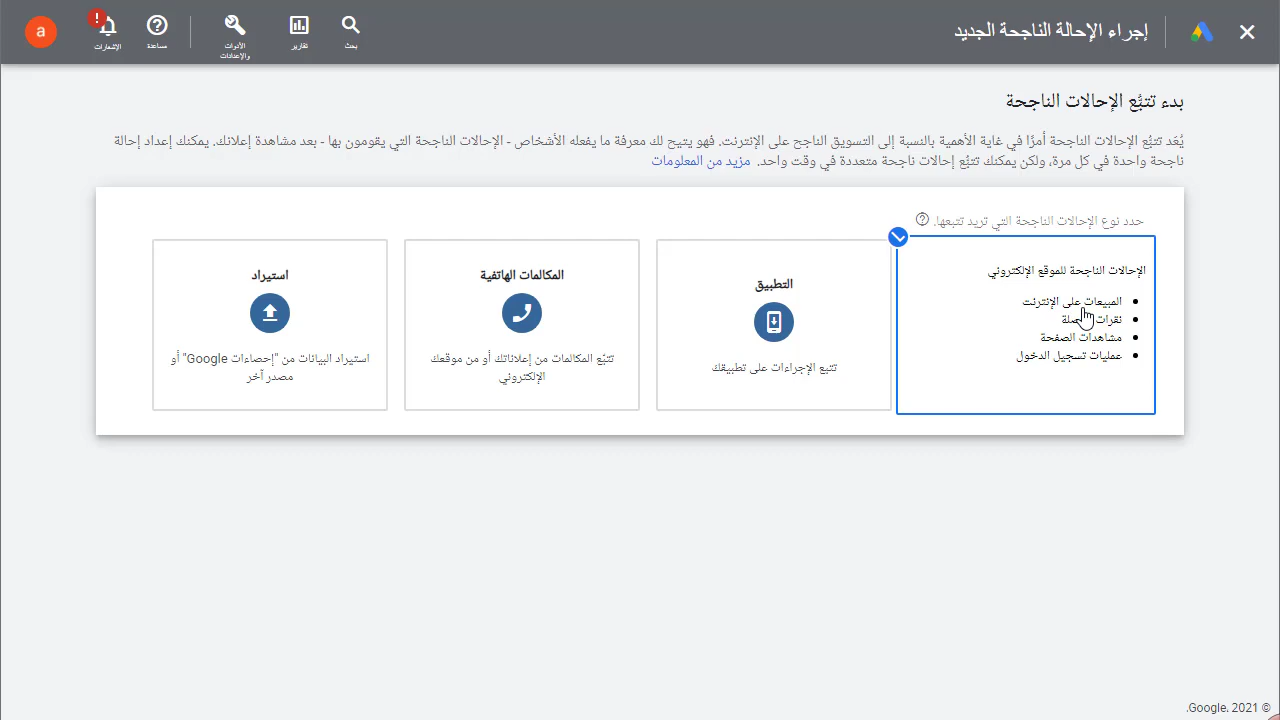 إجراء الإحالة الناجحة الجديد
بحث
تقارير
الأدوات
والإعدادات
مساعدة
الإشعارات
!
a
بدء تتبُّع الإحالات الناجحة
يُعَد تتبُّع الإحالات الناجحة أمرًا في غاية الأهمية بالنسبة إلى التسويق الناجح على الإنترنت. فهو يتيح لك معرفة ما يفعله الأشخاص - الإحالات الناجحة التي يقومون بها - بعد مشاهدة إعلانك. يمكنك إعداد إحالة
ناجحة واحدة في كل مرة، ولكن يمكنك تتبُّع إحالات ناجحة متعددة في وقت واحد. مزيد من المعلومات
حدد نوع الإحالات الناجحة التي تريد تتبعها.
الإحالات الناجحة للموقع الإلكتروني
المبيعات على الإنترنت
نقرات
مشاهدات الصفحة
عمليات تسجيل الدخول
التطبيق
تتبع الإجراءات على تطبيقك
المكالمات الهاتفية
تتبّع المكالمات من إعلاناتك أو من موقعك
الإلكتروني
استيراد
استيراد البيانات من "إحصاءات Google" أو
مصدر آخر
© Google. 2021.